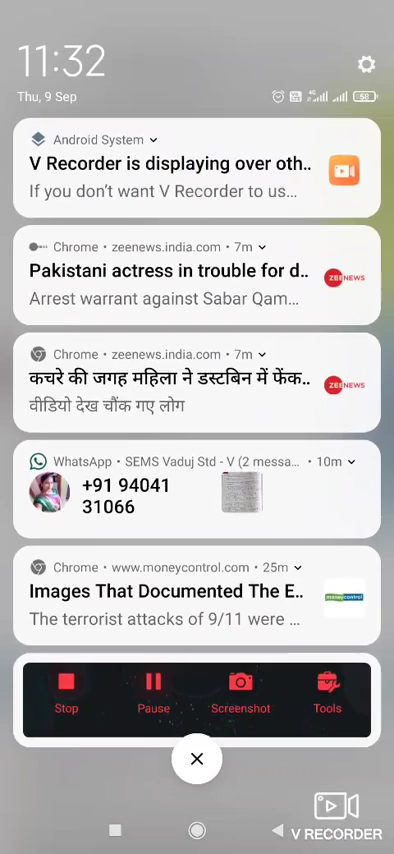 11:32
Thu, 9 Sep
4G
58
Android System
V Recorder is displaying over oth..
If you don't want V Recorder to us...
Chrome • zeenews.india.com • 7m
Pakistani actress in trouble for d..
Arrest warrant against Sabar Qam...
ZEENEWS
Chrome • zeenews.india.com • 7m
कचरे की जगह महिला ने डस्टबिन में फेंक..
वीडियो देख चौंक गए लोग
ZEENEWS
WhatsApp • SEMS Vaduj Std - V (2 messa... • 10m
+91 94041
31066
Chrome • www.moneycontrol.com • 25m
Images That Documented The E..
The terrorist attacks of 9/11 were ...
moneycontrol
Stop Pause Screenshot Tools
V RECORDER